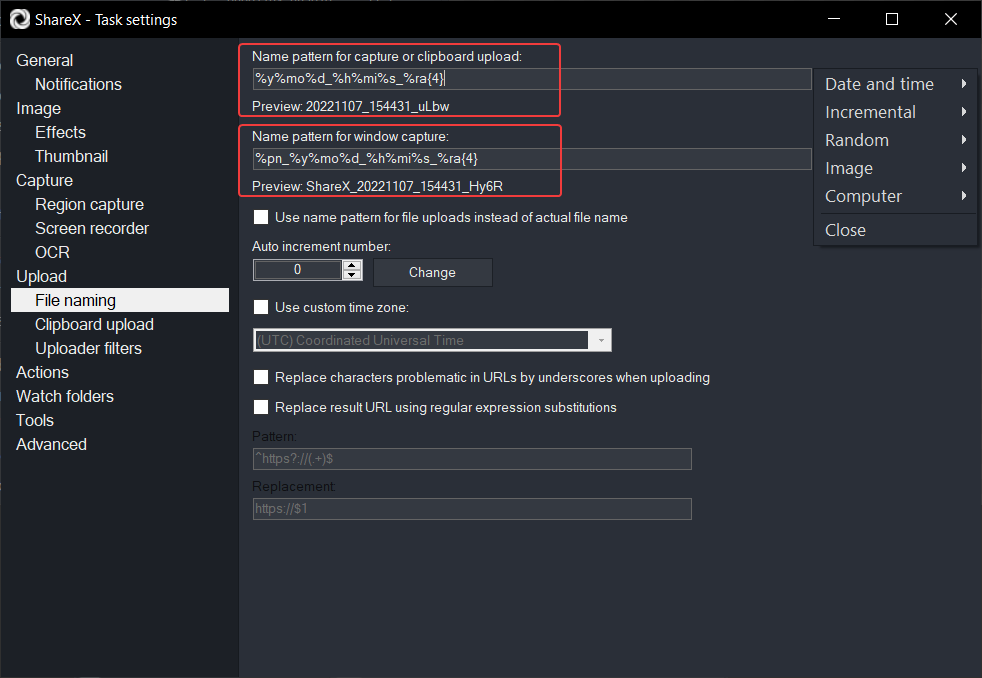 ShareX - Task settings
General
Notifications
Image
Effects
Thumbnail
Capture
Region capture
Screen recorder
OCR
Upload
File naming
Clipboard upload
Uploader filters
Actions
Watch folders
Tools
Advanced
Name pattern for capture or clipboard upload:
%y%mo%d_%h%mi%s_%ra{4}
Preview: 20221107_154431_uLbw
Name pattern for window capture:
%pn_%y%mo%d_%h%mi%s_%ra{4}
Preview: ShareX_20221107_154431_Hy6R
Use name pattern for file uploads instead of actual file name
Auto increment number:
0
Change
Use custom time zone:
(UTC) Coordinated Universal Time
Replace characters problematic in URLs by underscores when uploading
Replace result URL using regular expression substitutions
Pattern:
^https?://(.+)$
Replacement:
https://$1
Date and time
Incremental
Random
Image
Computer
Close